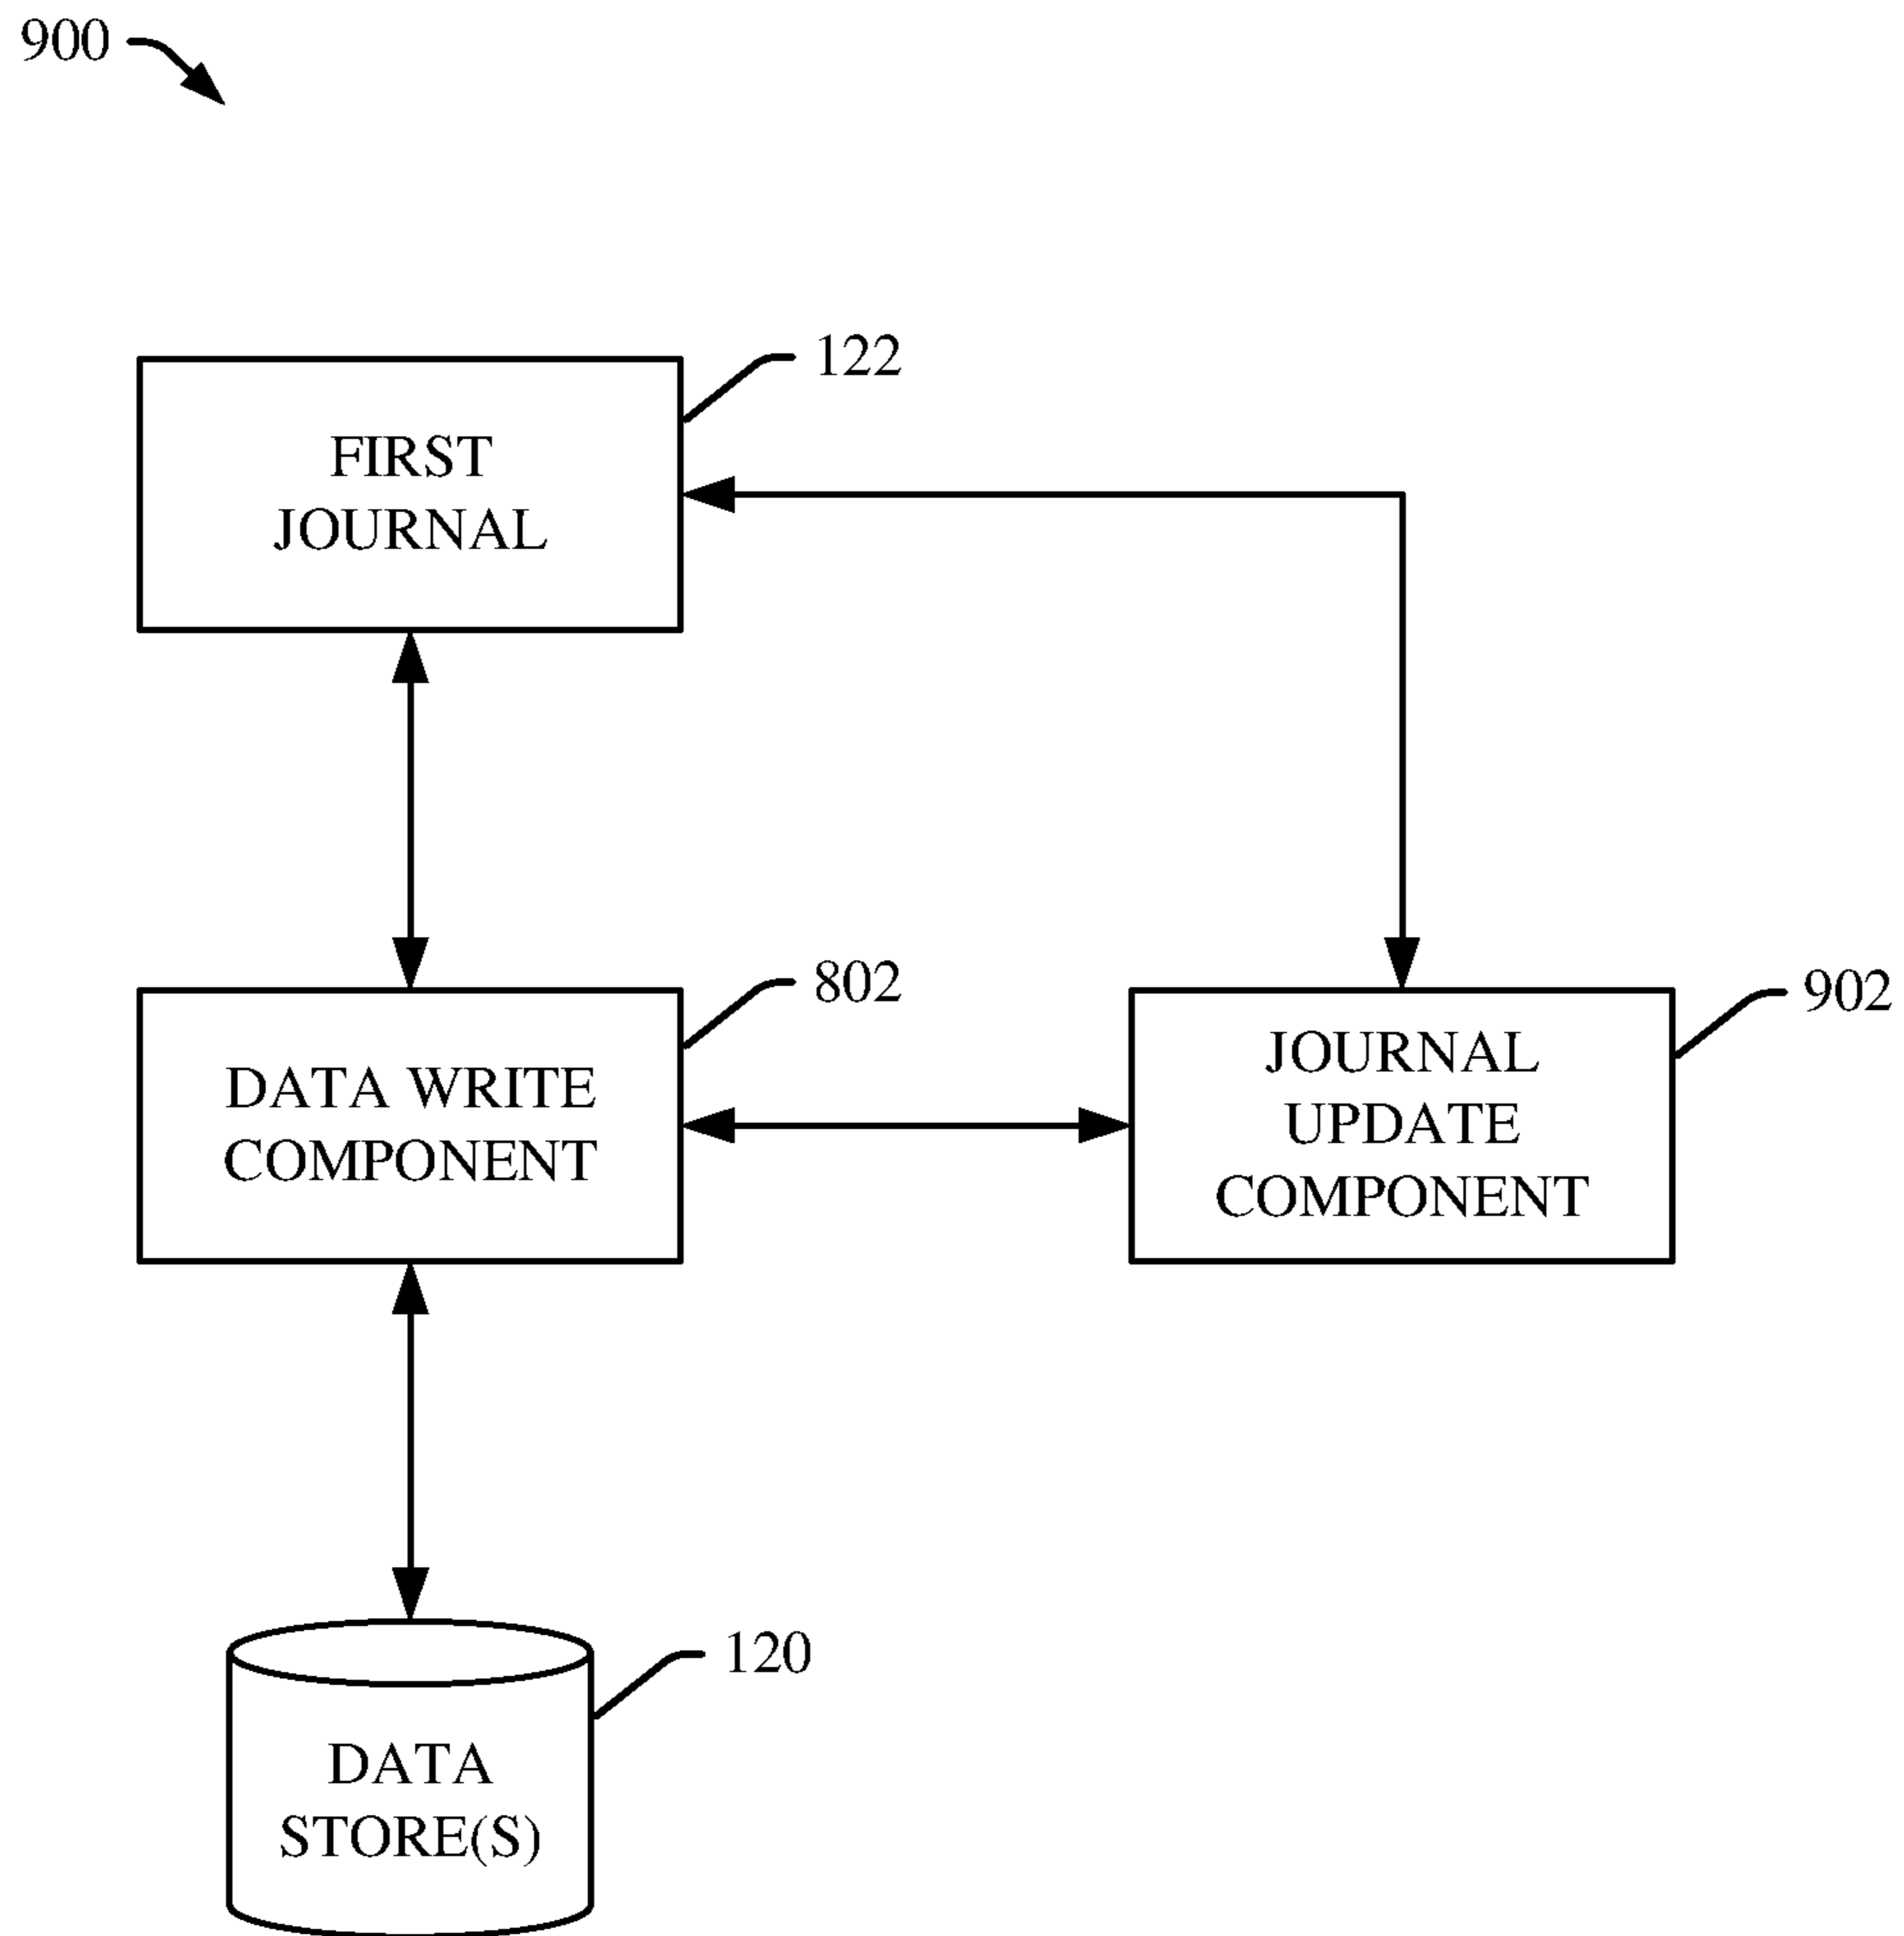 900
122
FIRST
JOURNAL
802
902
DATA WRITE
COMPONENT
JOURNAL
UPDATE
COMPONENT
120
DATA
STORE(S)